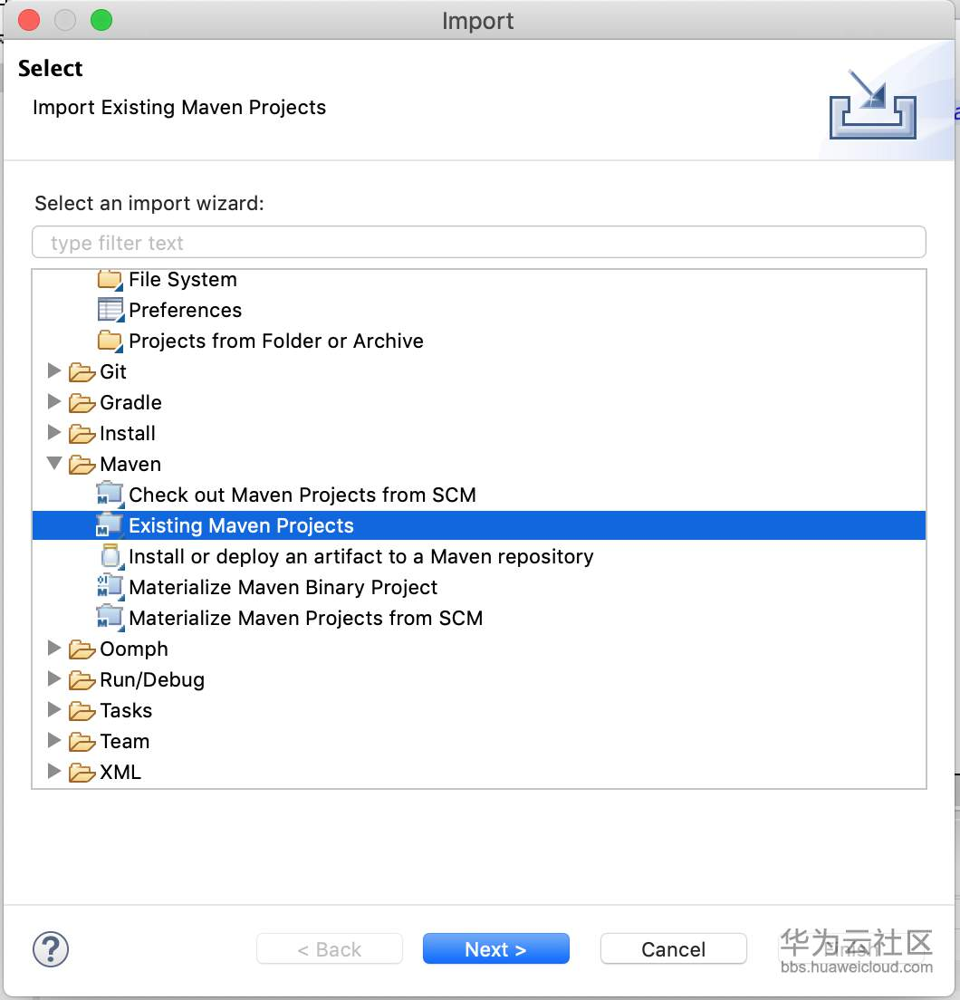 Import
Select
Import Existing Maven Projects
Select an import wizard:
type filter text
File System
Preferences
Projects from Folder or Archive
Git
Gradle
Install
Maven
Check out Maven Projects from SCM
Existing Maven Projects
Install or deploy an artifact to a Maven repository
Materialize Maven Binary Project
Materialize Maven Projects from SCM
Oomph
Run/Debug
Tasks
Team
XML
? < Back Next > Cancel Finish
华为云社区
bbs.huaweicloud.com